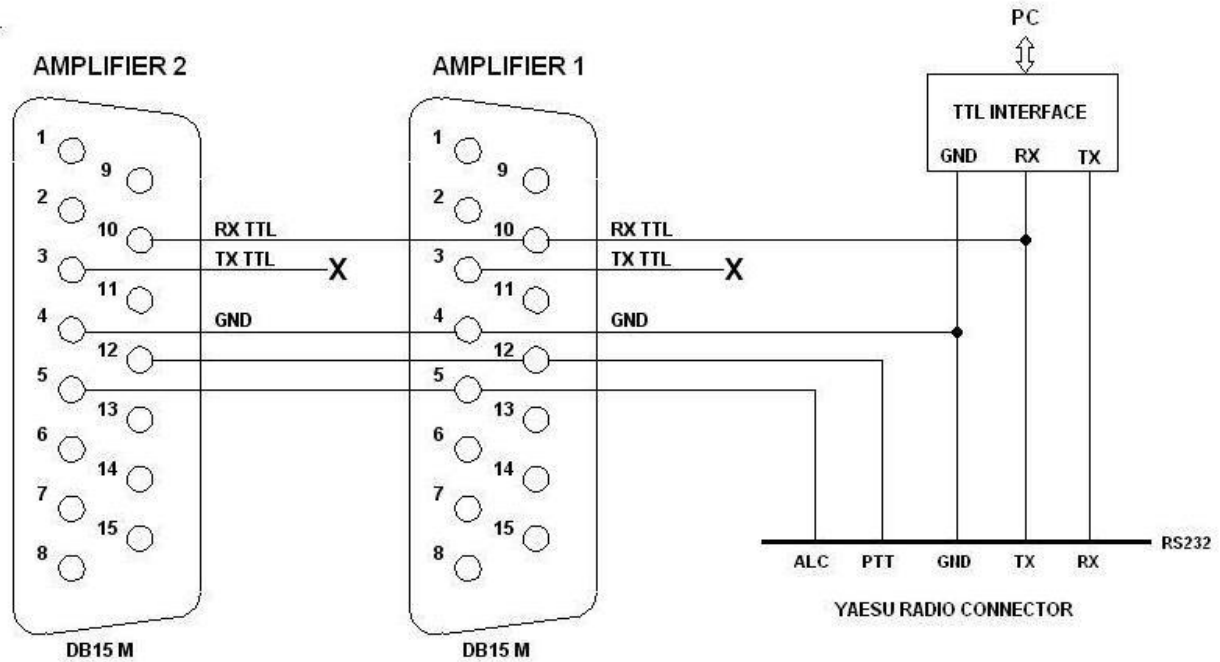 PC
AMPLIFIER 2
AMPLIFIER 1
TTL INTERFACE
GND RX TX
1
9
2
10
3
11
4
12
5
13
6
14
7
15
8
RX TTL
TX TTL
X
GND
1
9
2
10
3
11
4
12
5
13
6
14
7
15
8
RX TTL
TX TTL
X
GND
RS232
ALC PTT GND TX RX
YAESU RADIO CONNECTOR
DB15 M
DB15 M